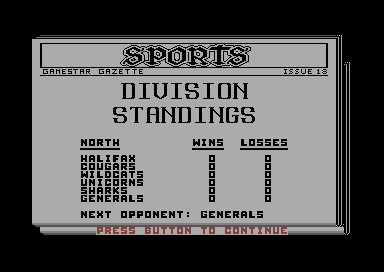 SPORTS
GAMESTAR GAZETTE ISSUE 18
DIVISION
STANDINGS
NORTH WINS LOSSES
HALIFAX 0 0
COUGARS 0 0
WILDCATS 0 0
UNICORNS 0 0
SHARKS 0 0
GENERALS 0 0
NEXT OPPONENT: GENERALS
PRESS BUTTON TO CONTINUE